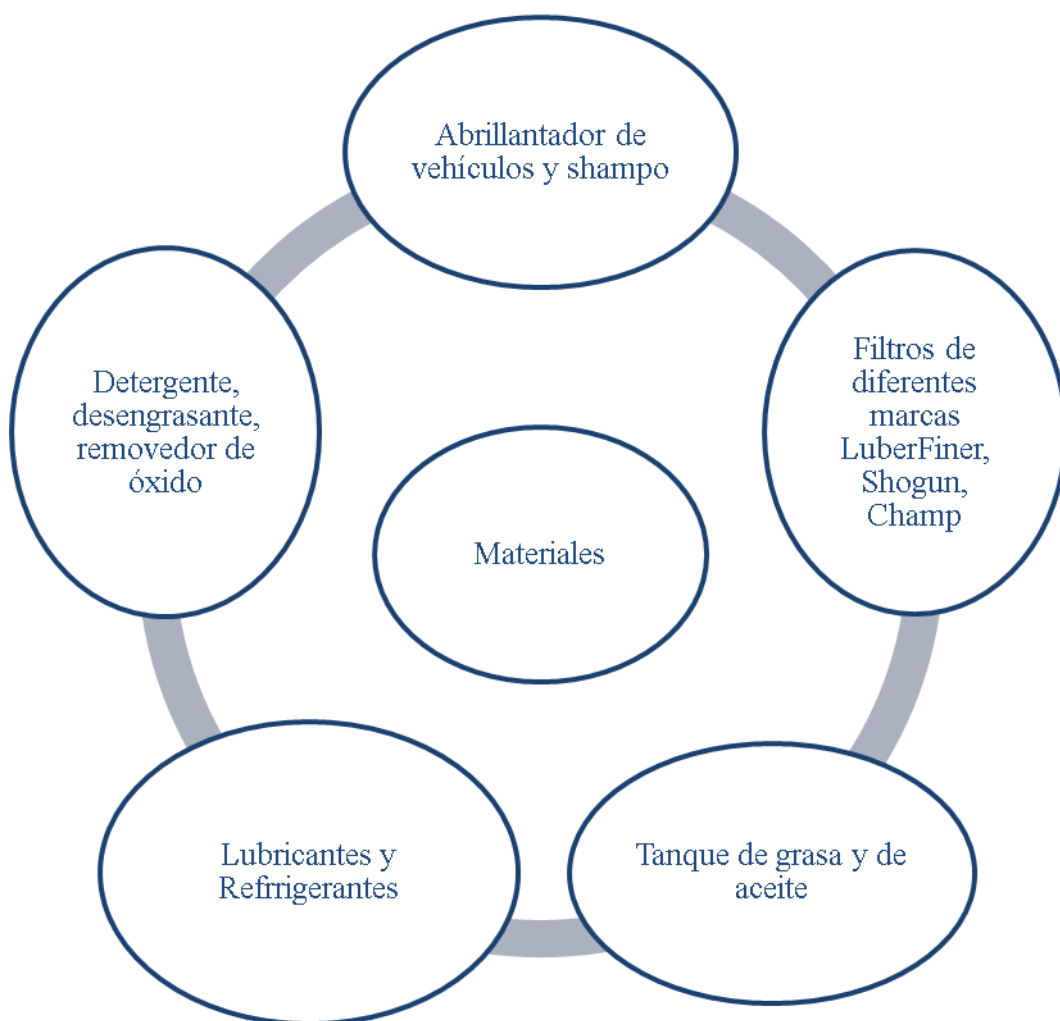 Abrillantador de
vehículos y shampo
Filtros de
diferentes
marcas
LuberFiner,
Shogun,
Champ
Detergente,
desengrasante,
removedor de
óxido
Materiales
Lubricantes y
Refrrigerantes
Tanque de grasa y de
aceite